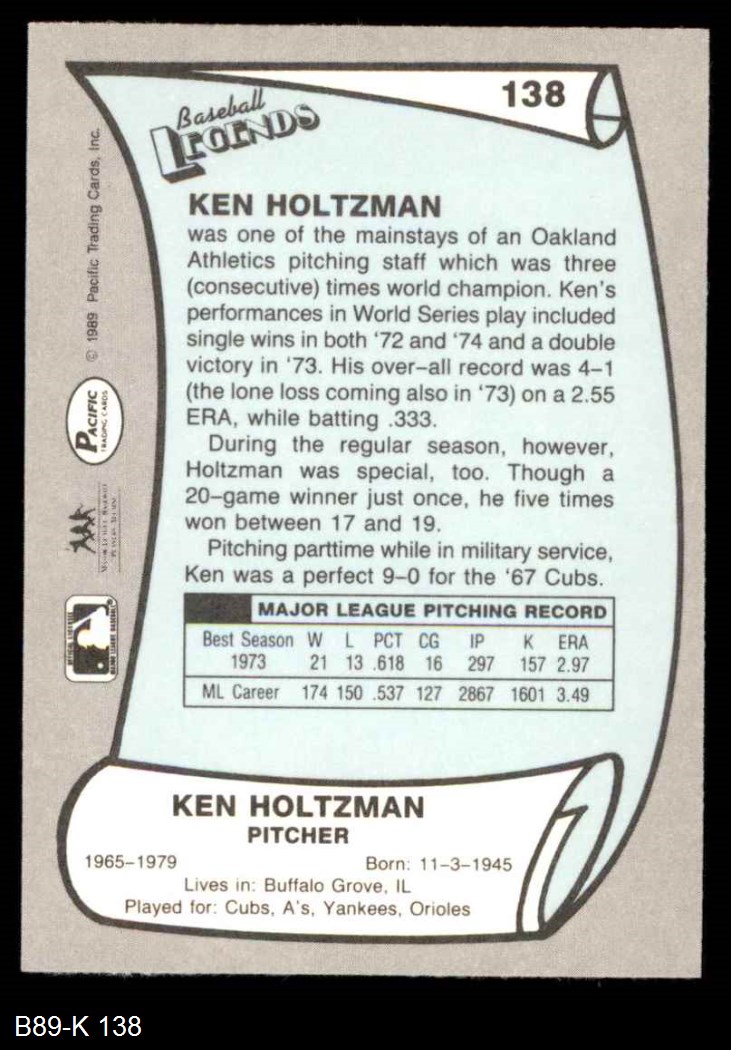 138
Baseball
LEGENDS
KEN HOLTZMAN
was one of the mainstays of an Oakland
Athletics pitching staff which was three
(consecutive) times world champion. Ken's
performances in World Series play included
single wins in both '72 and '74 and a double
victory in '73. His over-all record was 4-1
(the lone loss coming also in '73) on a 2.55
ERA, while batting .333.
During the regular season, however,
Holtzman was special, too. Though a
20-game winner just once, he five times
won between 17 and 19.
Pitching parttime while in military service,
Ken was a perfect 9-0 for the '67 Cubs.
MAJOR LEAGUE PITCHING RECORD
Best Season W L PCT CG IP K ERA
1973 21 13 .618 16 297 157 2.97
ML Career 174 150 .537 127 2867 1601 3.49
KEN HOLTZMAN
PITCHER
1965-1979 Born: 11-3-1945
Lives in: Buffalo Grove, IL
Played for: Cubs, A's, Yankees, Orioles
© 1989 Pacific Trading Cards, Inc.
PACIFIC
TRADING CARDS
B89-K 138